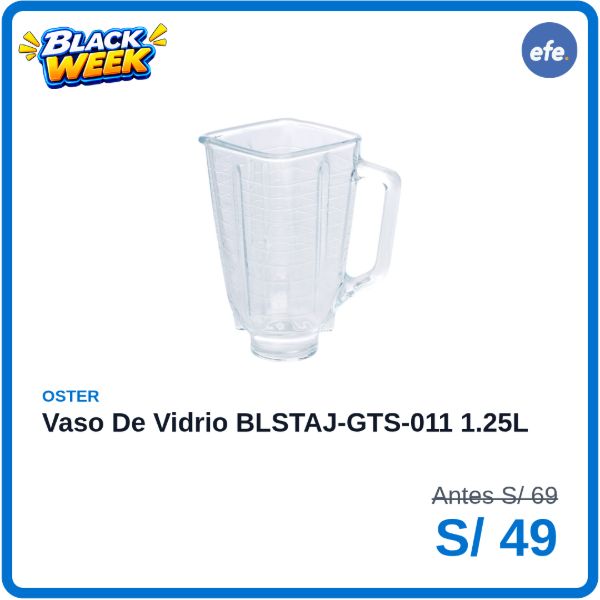 BLACK
WEEK
efe.
OSTER
Vaso De Vidrio BLSTAJ-GTS-011 1.25L
Antes S/ 69
S/ 49